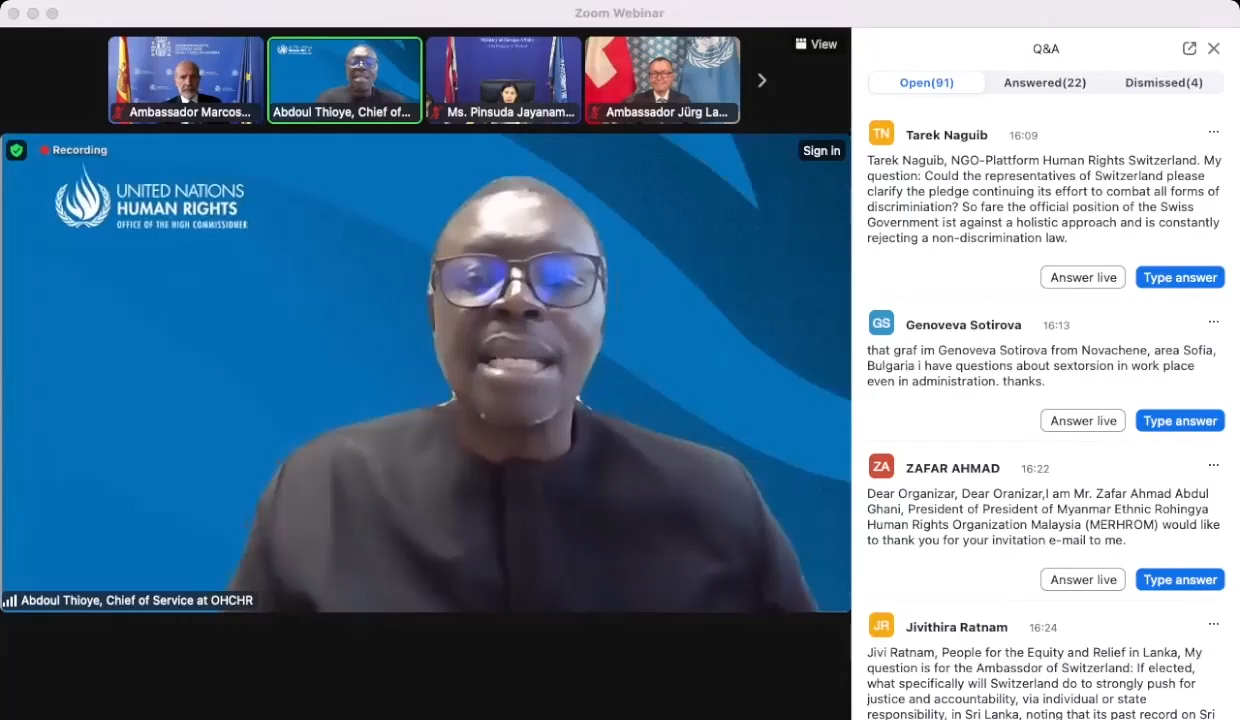 Zoom Webinar
View
Ambassador Marcos...
Abdoul Thioye, Chief of...
Ms. Pinsuda Jayanam...
Ambassador Jürg La...
Recording
Sign in
UNITED NATIONS
HUMAN RIGHTS
OFFICE OF THE HIGH COMMISSIONER
Abdoul Thioye, Chief of Service at OHCHR
Q&A
Open(91)
Answered(22)
Dismissed(4)
TN
Tarek Naguib 16:09
Tarek Naguib, NGO-Plattform Human Rights Switzerland. My
question: Could the representatives of Switzerland please
clarify the pledge continuing its effort to combat all forms of
discriminiation? So fare the official position of the Swiss
Government ist against a holistic approach and is constantly
rejecting a non-discrimination law.
Answer live
Type answer
GS
Genoveva Sotirova 16:13
that graf im Genoveva Sotirova from Novachene, area Sofia,
Bulgaria i have questions about sextorsion in work place
even in administration. thanks.
Answer live
Type answer
ZA
ZAFAR AHMAD 16:22
Dear Organizar, Dear Oranizar,I am Mr. Zafar Ahmad Abdul
Ghani, President of President of Myanmar Ethnic Rohingya
Human Rights Organization Malaysia (MERHROM) would like
to thank you for your invitation e-mail to me.
Answer live
Type answer
JR
Jivithira Ratnam 16:24
Jivi Ratnam, People for the Equity and Relief in Lanka, My
question is for the Ambassdor of Switzerland: If elected,
what specifically will Switzerland do to strongly push for
justice and accountability, via individual or state
responsibility, in Sri Lanka, noting that its past record on Sri